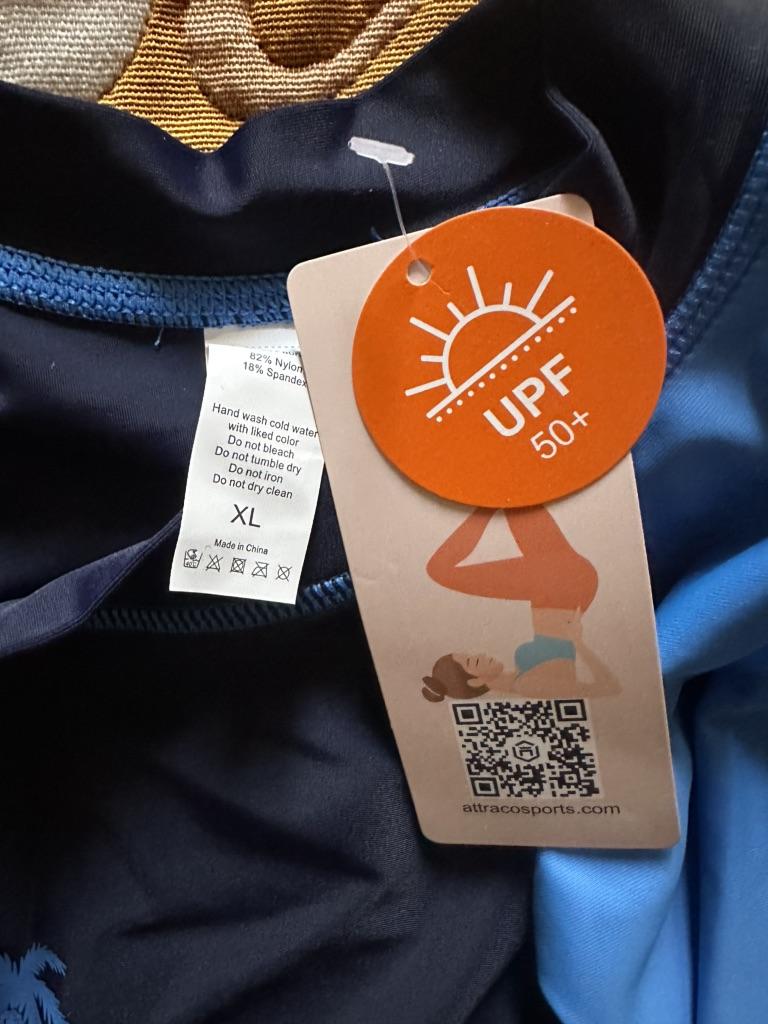 82% Nylon
18% Spandex
Hand wash cold water
with liked color
Do not bleach
Do not tumble dry
Do not iron
Do not dry clean
XL
Made in China
UPF
50+
attracosports.com